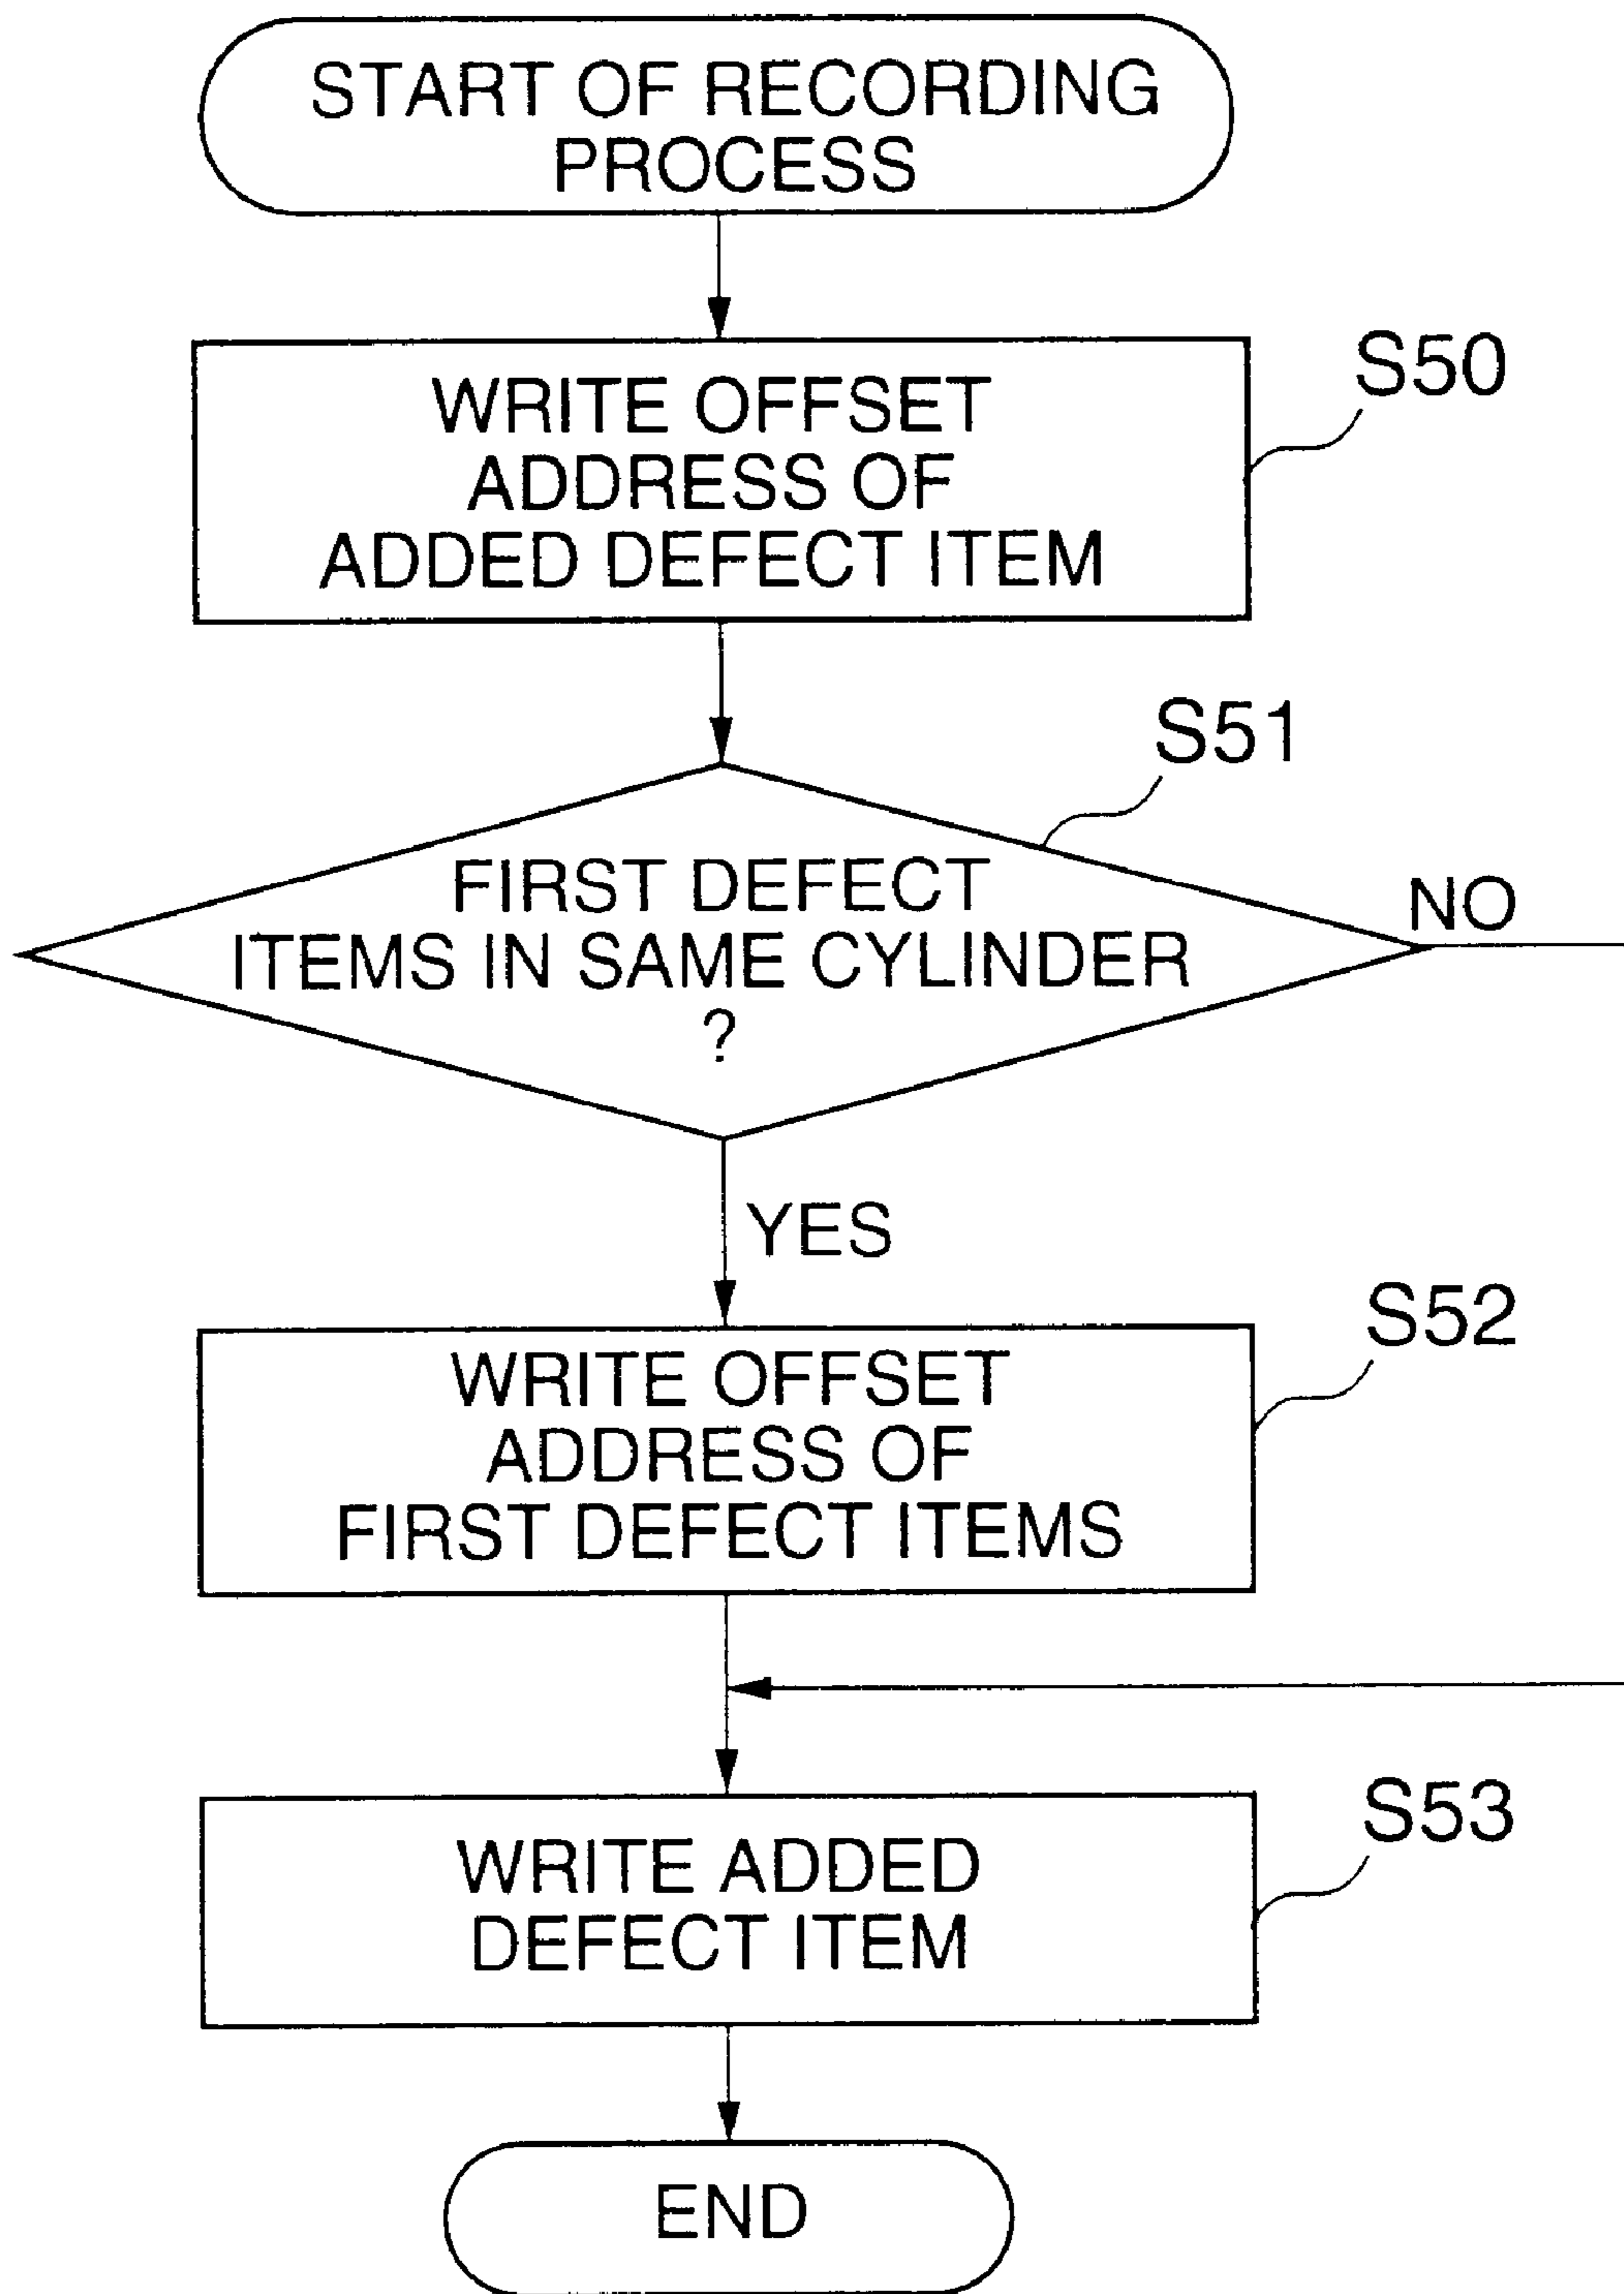 START OF RECORDING
PROCESS
S50
WRITE OFFSET
ADDRESS OF
ADDED DEFECT ITEM
S51
FIRST DEFECT
ITEMS IN SAME CYLINDER
?
NO
YES
S52
WRITE OFFSET
ADDRESS OF
FIRST DEFECT ITEMS
S53
WRITE ADDED
DEFECT ITEM
END